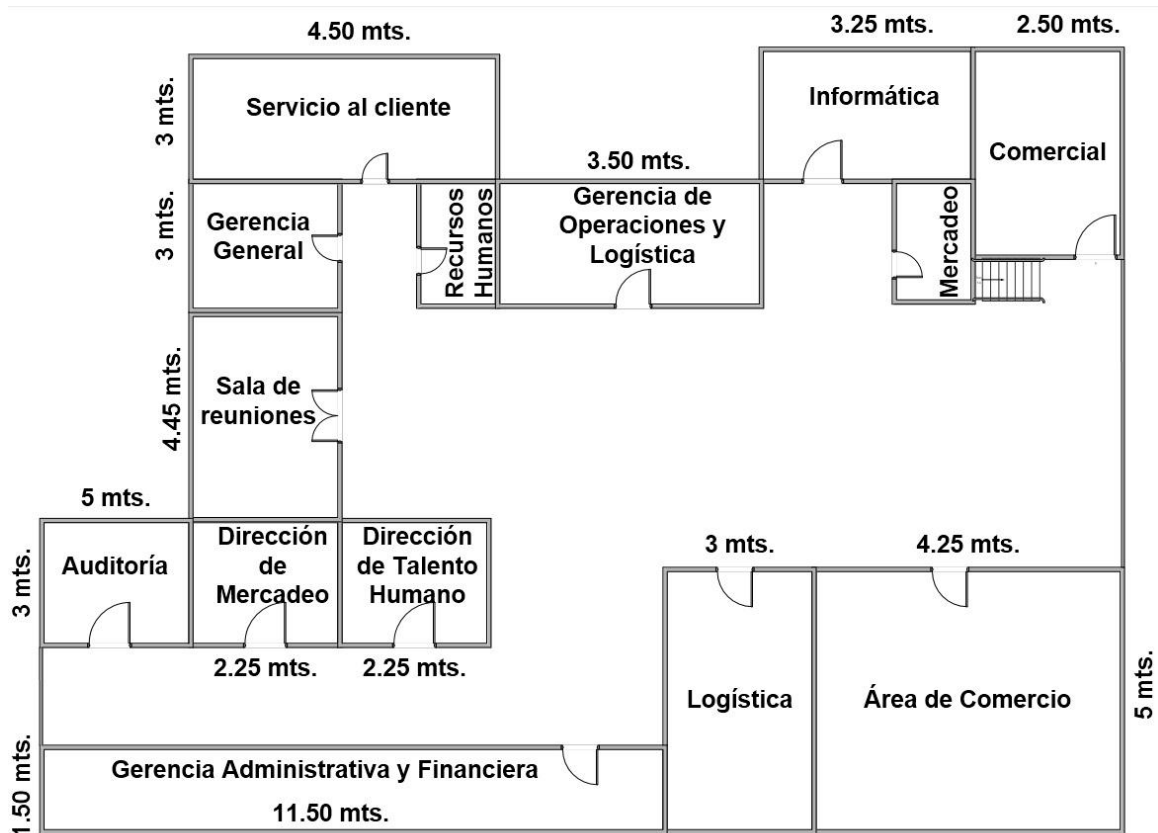 4.50 mts.
3.25 mts.
2.50 mts.
3 mts.
Servicio al cliente
Informática
Comercial
3.50 mts.
3 mts.
Gerencia
General
Recursos
Humanos
Gerencia de
Operaciones y
Logística
Mercadeo
4.45 mts.
Sala de
reuniones
5 mts.
3 mts.
Auditoría
Dirección
de
Mercadeo
Dirección
de Talento
Humano
3 mts.
4.25 mts.
2.25 mts.
2.25 mts.
Logística
Área de Comercio
5 mts.
1.50 mts.
Gerencia Administrativa y Financiera
11.50 mts.